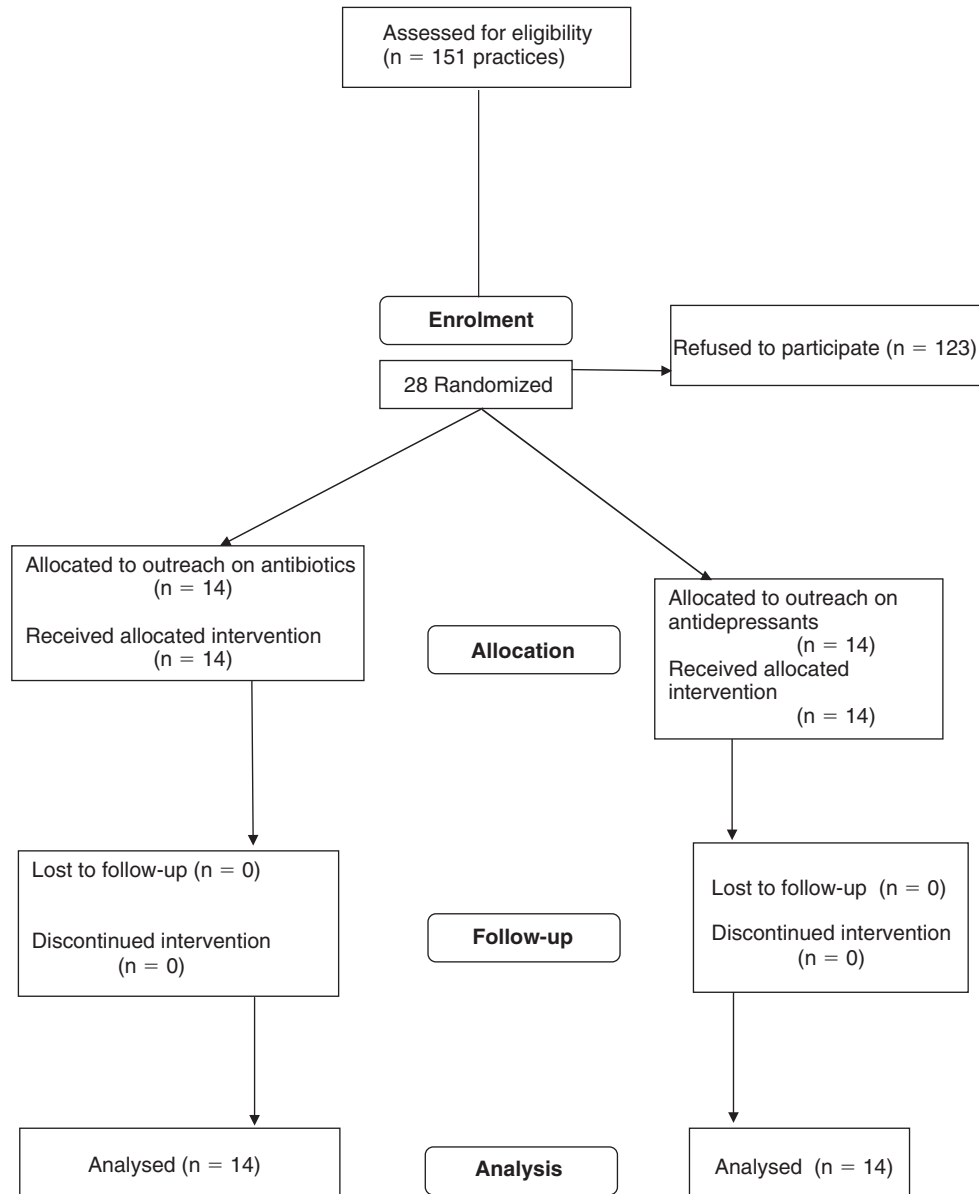 Assessed for eligibility
(n = 151 practices)
Enrolment
Refused to participate (n = 123)
28 Randomized
Allocated to outreach on antibiotics
(n = 14)
Received allocated intervention
(n = 14)
Allocation
Allocated to outreach on
antidepressants
(n = 14)
Received allocated
intervention
(n = 14)
Lost to follow-up (n = 0)
Discontinued intervention
(n = 0)
Follow-up
Lost to follow-up (n = 0)
Discontinued intervention
(n = 0)
Analysed (n = 14)
Analysis
Analysed (n = 14)